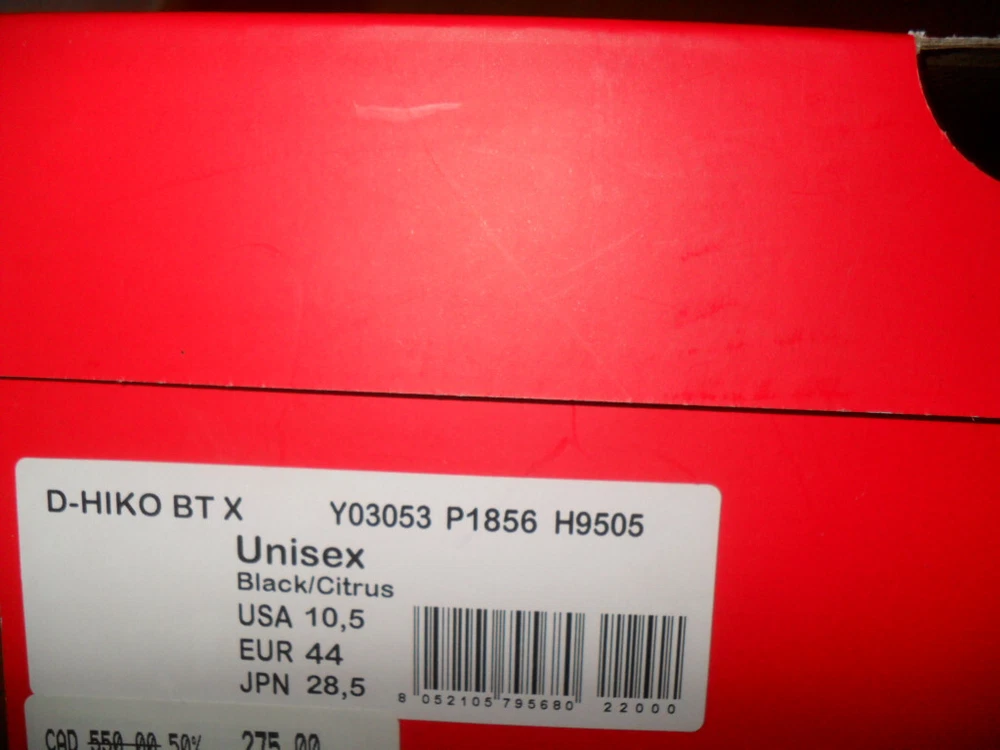 D-HIKO BT X Y03053 P1856 H9505
Unisex
Black/Citrus
USA 10,5
EUR 44
JPN 28,5
8 052105 795680 22000
CAD 550.00 50% 275.00